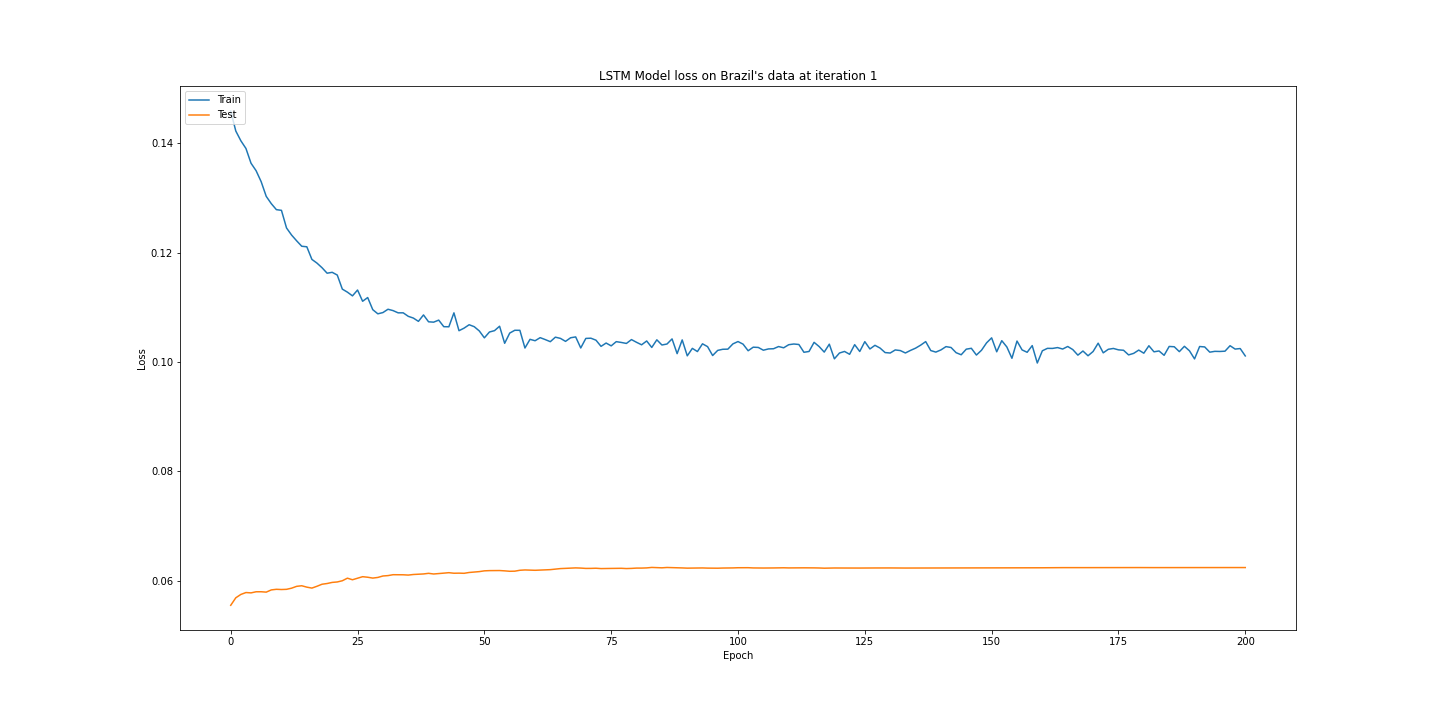 LSTM Model loss on Brazil's data at iteration 1
Train
Test
0.14
0.12
0.10
0.08
0.06
Loss
0 25 50 75 100 125 150 175 200
Epoch